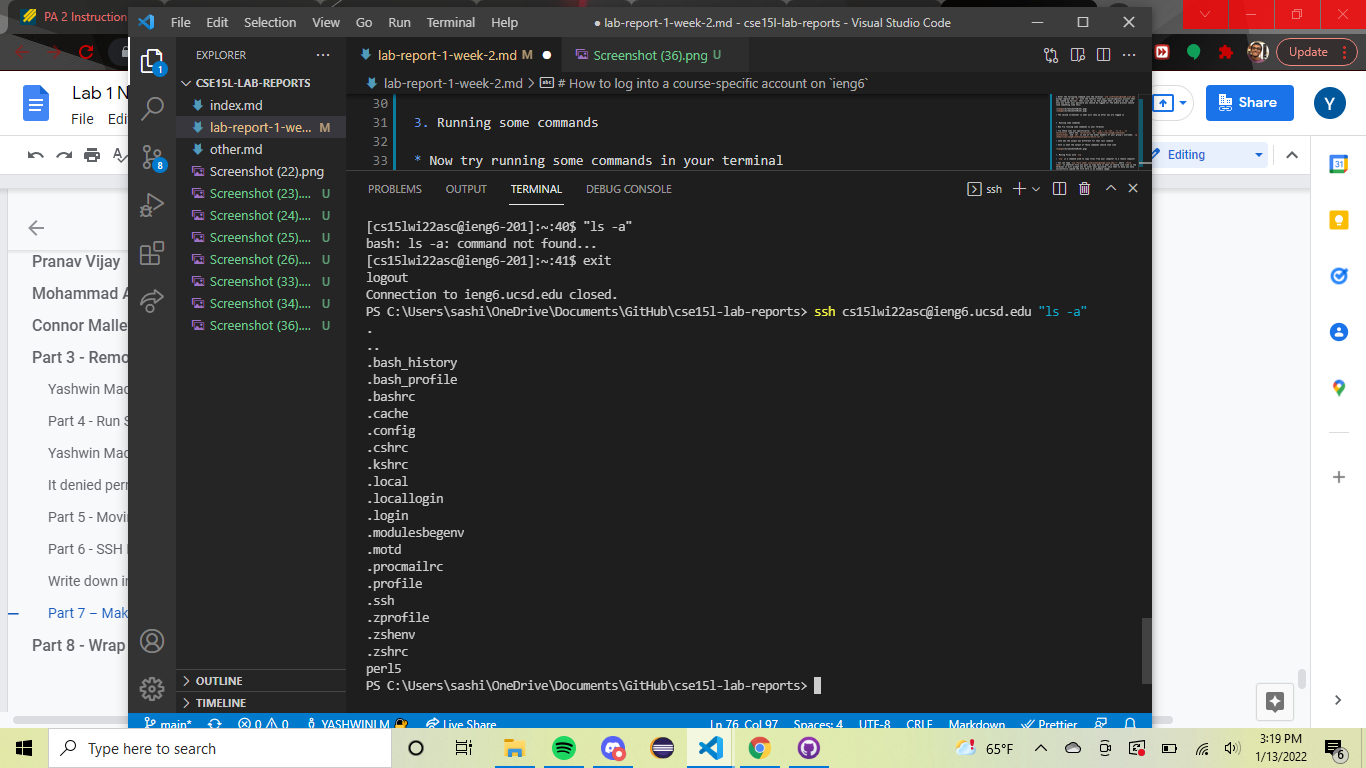 PA 2 Instruction
File Edit Selection View Go Run Terminal Help
● lab-report-1-week-2.md - cse15l-lab-reports - Visual Studio Code
Update
Lab 1 N
File Edi
Share
Y
Editing
EXPLORER
CSE15L-LAB-REPORTS
index.md
lab-report-1-we... M
other.md
Screenshot (22).png
Screenshot (23).... U
Screenshot (24).... U
Screenshot (25).... U
Screenshot (26).... U
Screenshot (33).... U
Screenshot (34).... U
Screenshot (36).... U
OUTLINE
TIMELINE
1
8
lab-report-1-week-2.md M ●
Screenshot (36).png U
lab-report-1-week-2.md > # How to log into a course-specific account on `ieng6`
30
31 3. Running some commands
32
33 * Now try running some commands in your terminal
PROBLEMS OUTPUT TERMINAL DEBUG CONSOLE
ssh
[cs15lwi22asc@ieng6-201]:~:40$ "ls -a"
bash: ls -a: command not found...
[cs15lwi22asc@ieng6-201]:~:41$ exit
logout
Connection to ieng6.ucsd.edu closed.
PS C:\Users\sashi\OneDrive\Documents\GitHub\cse15l-lab-reports> ssh cs15lwi22asc@ieng6.ucsd.edu "ls -a"
.
..
.bash_history
.bash_profile
.bashrc
.cache
.config
.cshrc
.kshrc
.local
.locallogin
.login
.modulesbegenv
.motd
.procmailrc
.profile
.ssh
.zprofile
.zshenv
.zshrc
perl5
PS C:\Users\sashi\OneDrive\Documents\GitHub\cse15l-lab-reports>
Pranav Vijay
Mohammad A
Connor Malle
Part 3 - Remo
Yashwin Mad
Part 4 - Run S
Yashwin Mad
It denied perr
Part 5 - Movi
Part 6 - SSH
Write down in
Part 7 – Mak
Part 8 - Wrap
31
main* 0 0 YASHWINI M Live Share
Ln 76, Col 97 Spaces: 4 UTF-8 CRLF Markdown Prettier
Type here to search
65°F
3:19 PM
1/13/2022
6